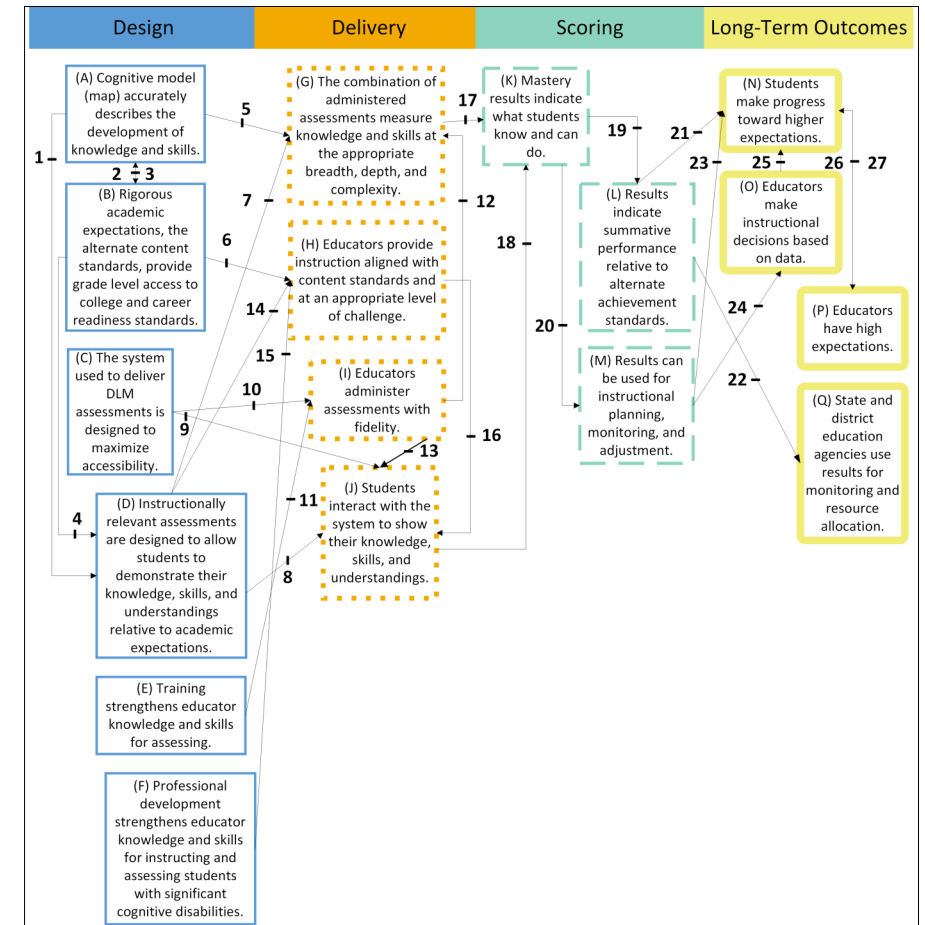 Design
Delivery
Scoring
Long-Term Outcomes
(A) Cognitive model
(map) accurately
describes the
development of
knowledge and skills.
(B) Rigorous
academic
expectations, the
alternate content
standards, provide
grade level access to
college and career
readiness standards.
(C) The system
used to deliver
DLM
assessments is
designed to
maximize
accessibility.
(D) Instructionally
relevant assessments
are designed to allow
students to
demonstrate their
knowledge, skills, and
understandings
relative to academic
expectations.
(E) Training
strengthens educator
knowledge and skills
for assessing.
(F) Professional
development
strengthens educator
knowledge and skills
for instructing and
assessing students
with significant
cognitive disabilities.
(G) The combination of
administered
assessments measure
knowledge and skills at
the appropriate
breadth, depth, and
complexity.
(H) Educators provide
instruction aligned with
content standards and
at an appropriate level
of challenge.
(I) Educators
administer
assessments with
fidelity.
(J) Students
interact with the
system to show
their knowledge,
skills, and
understandings.
(K) Mastery
results indicate
what students
know and can
do.
(L) Results
indicate
summative
performance
relative to
alternate
achievement
standards.
(M) Results can
be used for
instructional
planning,
monitoring, and
adjustment.
(N) Students
make progress
toward higher
expectations.
(O) Educators
make
instructional
decisions based
on data.
(P) Educators
have high
expectations.
(Q) State and
district education
agencies use
results for
monitoring and
resource
allocation.
1
2
3
4
5
6
7
8
9
10
11
12
13
14
15
16
17
18
19
20
21
22
23
24
25
26
27